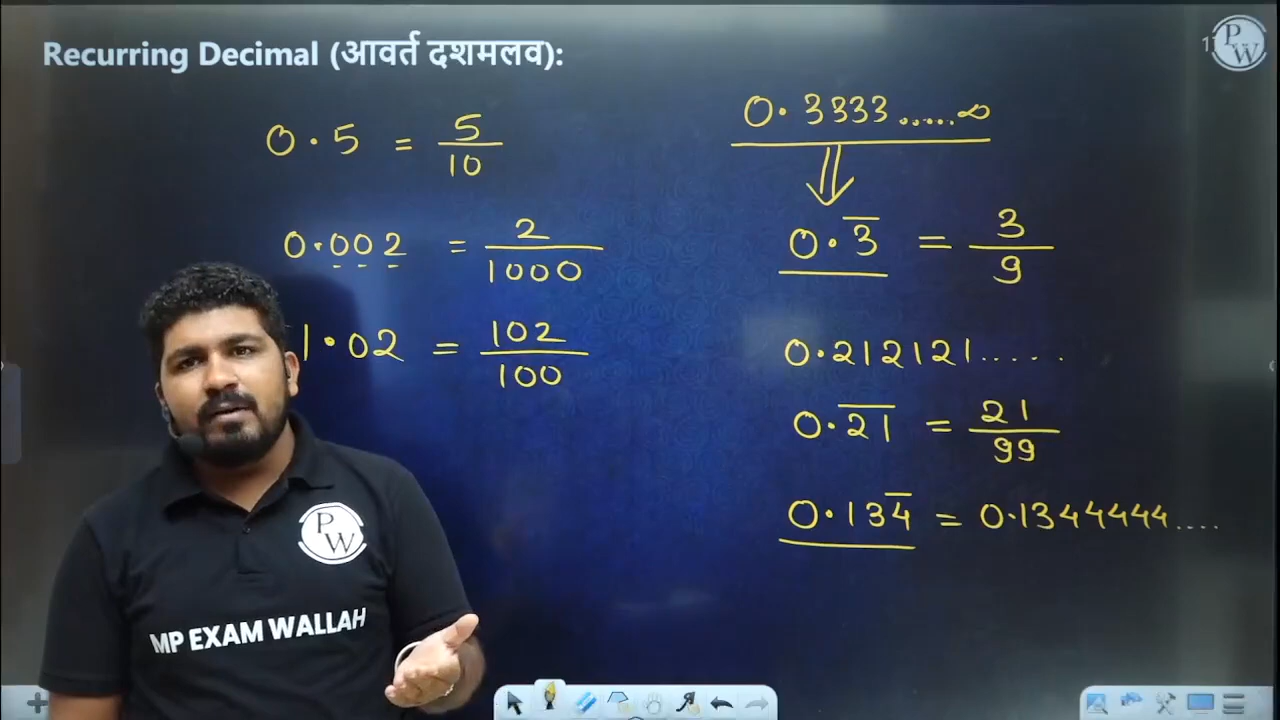 Recurring Decimal (आवर्त दशमलव):
0.5 = 5/10
0.002 = 2/1000
1.02 = 102/100
0.3333.....∞
0.3̅ = 3/9
0.212121.....
0.2̅1̅ = 21/99
0.134̅ = 0.1344444....
PW
PW
MP EXAM WALLAH